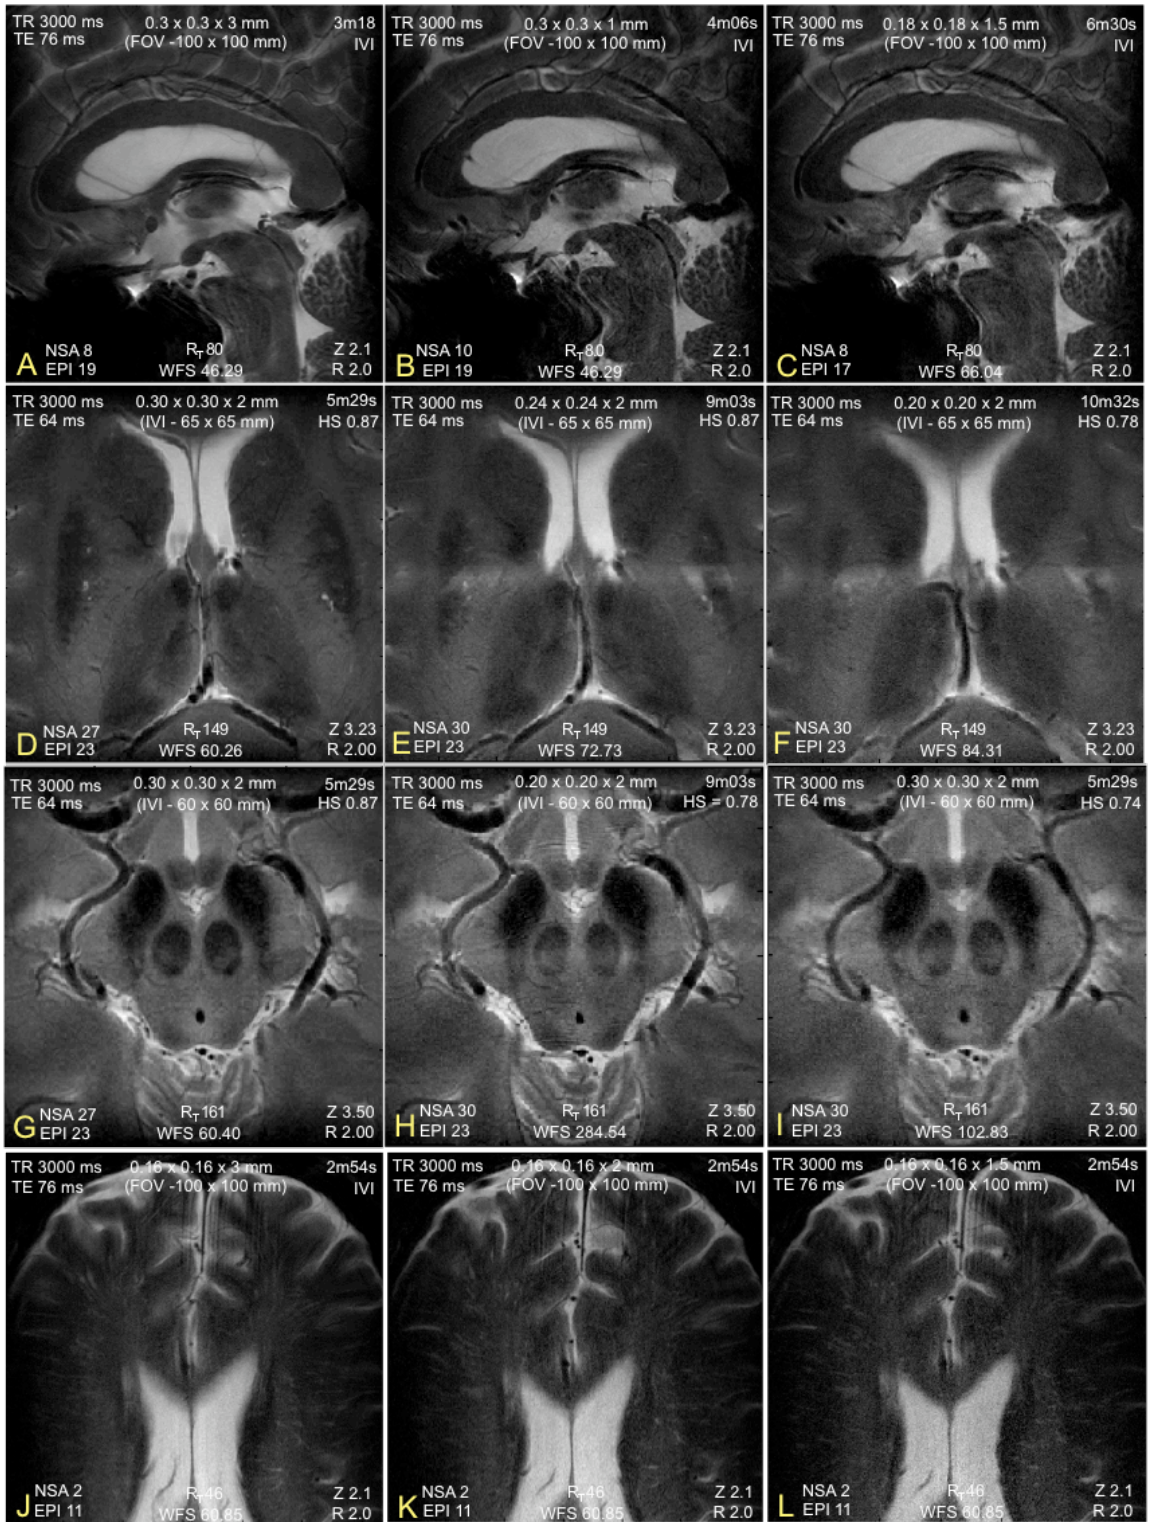 TR 3000 ms 0.3 x 0.3 x 3 mm 3m18
TE 76 ms (FOV -100 x 100 mm) IVI
A NSA 8 RT 80 Z 2.1
EPI 19 WFS 46.29 R 2.0
TR 3000 ms 0.3 x 0.3 x 1 mm 4m06s
TE 76 ms (FOV -100 x 100 mm) IVI
B NSA 10 RT 80 Z 2.1
EPI 19 WFS 46.29 R 2.0
TR 3000 ms 0.18 x 0.18 x 1.5 mm 6m30s
TE 76 ms (FOV -100 x 100 mm) IVI
C NSA 8 RT 80 Z 2.1
EPI 17 WFS 66.04 R 2.0
TR 3000 ms 0.30 x 0.30 x 2 mm 5m29s
TE 64 ms (IVI - 65 x 65 mm) HS 0.87
D NSA 27 RT 149 Z 3.23
EPI 23 WFS 60.26 R 2.00
TR 3000 ms 0.24 x 0.24 x 2 mm 9m03s
TE 64 ms (IVI - 65 x 65 mm) HS 0.87
E NSA 30 RT 149 Z 3.23
EPI 23 WFS 72.73 R 2.00
TR 3000 ms 0.20 x 0.20 x 2 mm 10m32s
TE 64 ms (IVI - 65 x 65 mm) HS 0.78
F NSA 30 RT 149 Z 3.23
EPI 23 WFS 84.31 R 2.00
TR 3000 ms 0.30 x 0.30 x 2 mm 5m29s
TE 64 ms (IVI - 60 x 60 mm) HS 0.87
G NSA 27 RT 161 Z 3.50
EPI 23 WFS 60.40 R 2.00
TR 3000 ms 0.20 x 0.20 x 2 mm 9m03s
TE 64 ms (IVI - 60 x 60 mm) HS = 0.78
H NSA 30 RT 161 Z 3.50
EPI 23 WFS 284.54 R 2.00
TR 3000 ms 0.30 x 0.30 x 2 mm 5m29s
TE 64 ms (IVI - 60 x 60 mm) HS 0.74
I NSA 30 RT 161 Z 3.50
EPI 23 WFS 102.83 R 2.00
TR 3000 ms 0.16 x 0.16 x 3 mm 2m54s
TE 76 ms (FOV -100 x 100 mm) IVI
J NSA 2 RT 46 Z 2.1
EPI 11 WFS 60.85 R 2.0
TR 3000 ms 0.16 x 0.16 x 2 mm 2m54s
TE 76 ms (FOV -100 x 100 mm) IVI
K NSA 2 RT 46 Z 2.1
EPI 11 WFS 60.85 R 2.0
TR 3000 ms 0.16 x 0.16 x 1.5 mm 2m54s
TE 76 ms (FOV -100 x 100 mm) IVI
L NSA 2 RT 46 Z 2.1
EPI 11 WFS 60.85 R 2.0